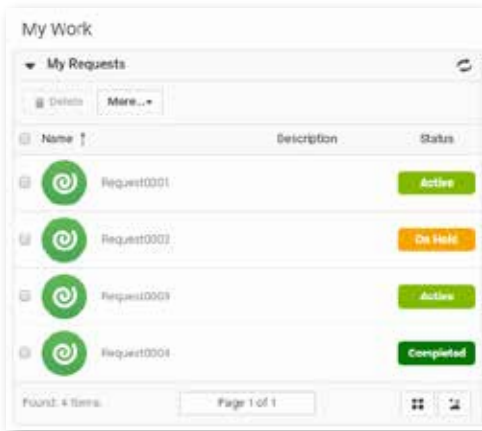 My Work
My Requests
Delete More...
Name Description Status
Request0001 Active
Request0002 On Hold
Request0003 Active
Request0004 Completed
Found: 4 items. Page 1 of 1